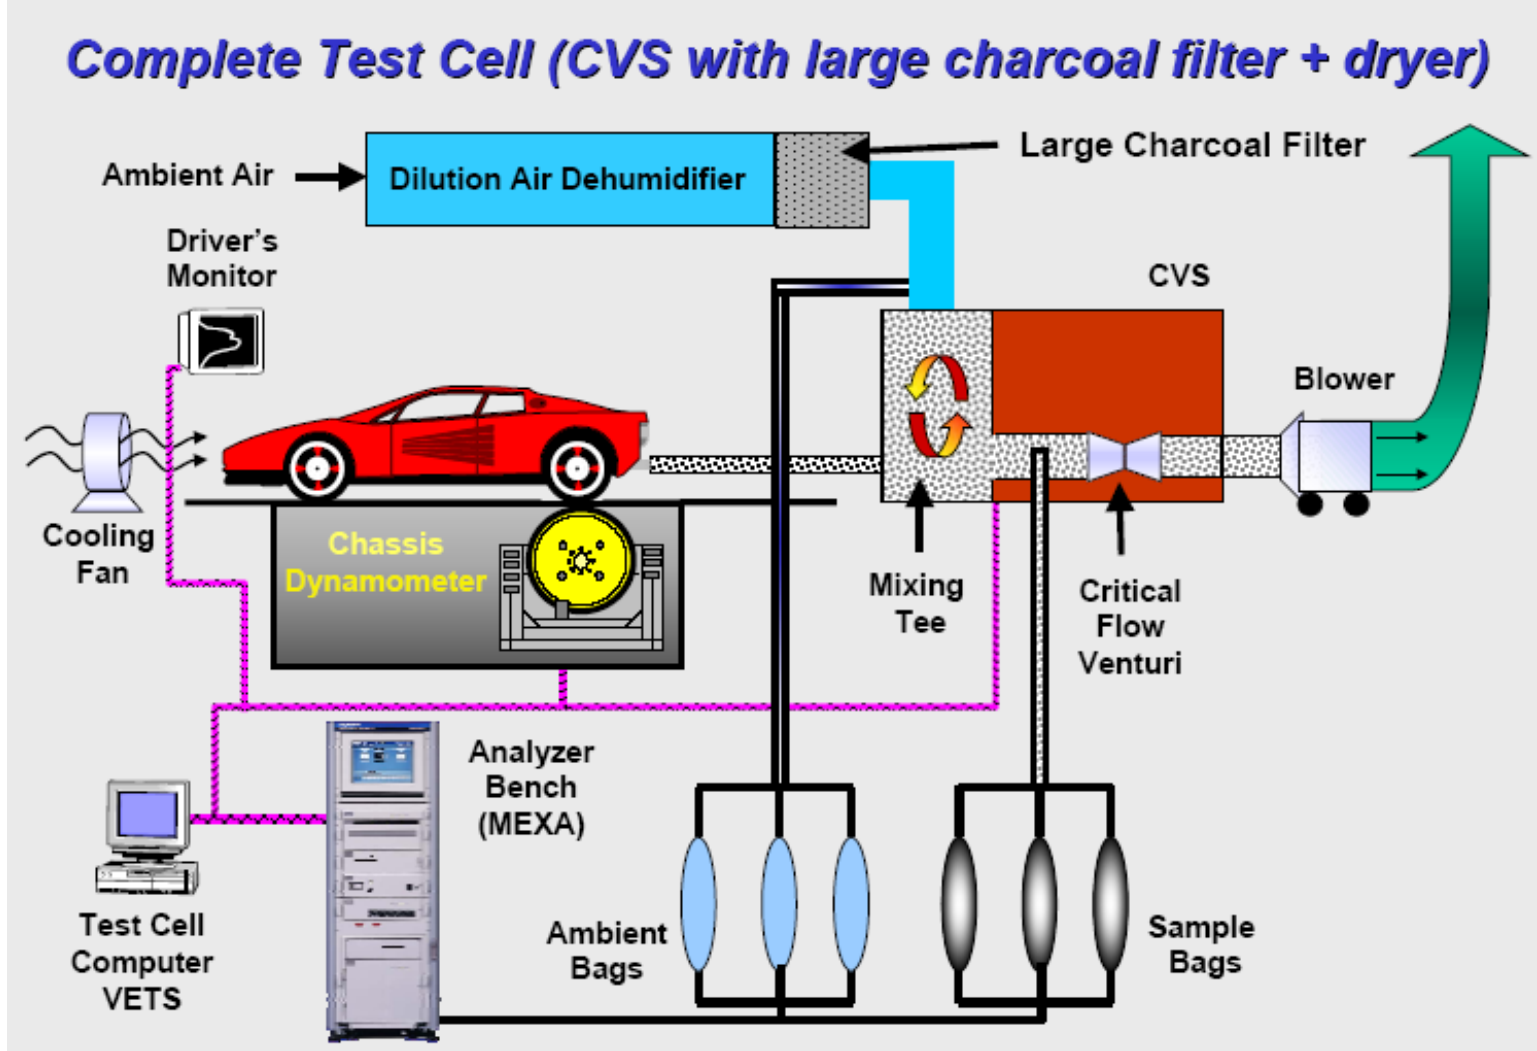 Complete Test Cell (CVS with large charcoal filter + dryer)
Large Charcoal Filter
Ambient Air
Dilution Air Dehumidifier
Driver's
Monitor
CVS
Blower
Cooling
Fan
Chassis
Dynamometer
Mixing
Tee
Critical
Flow
Venturi
Analyzer
Bench
(MEXA)
Test Cell
Computer
VETS
Ambient
Bags
Sample
Bags